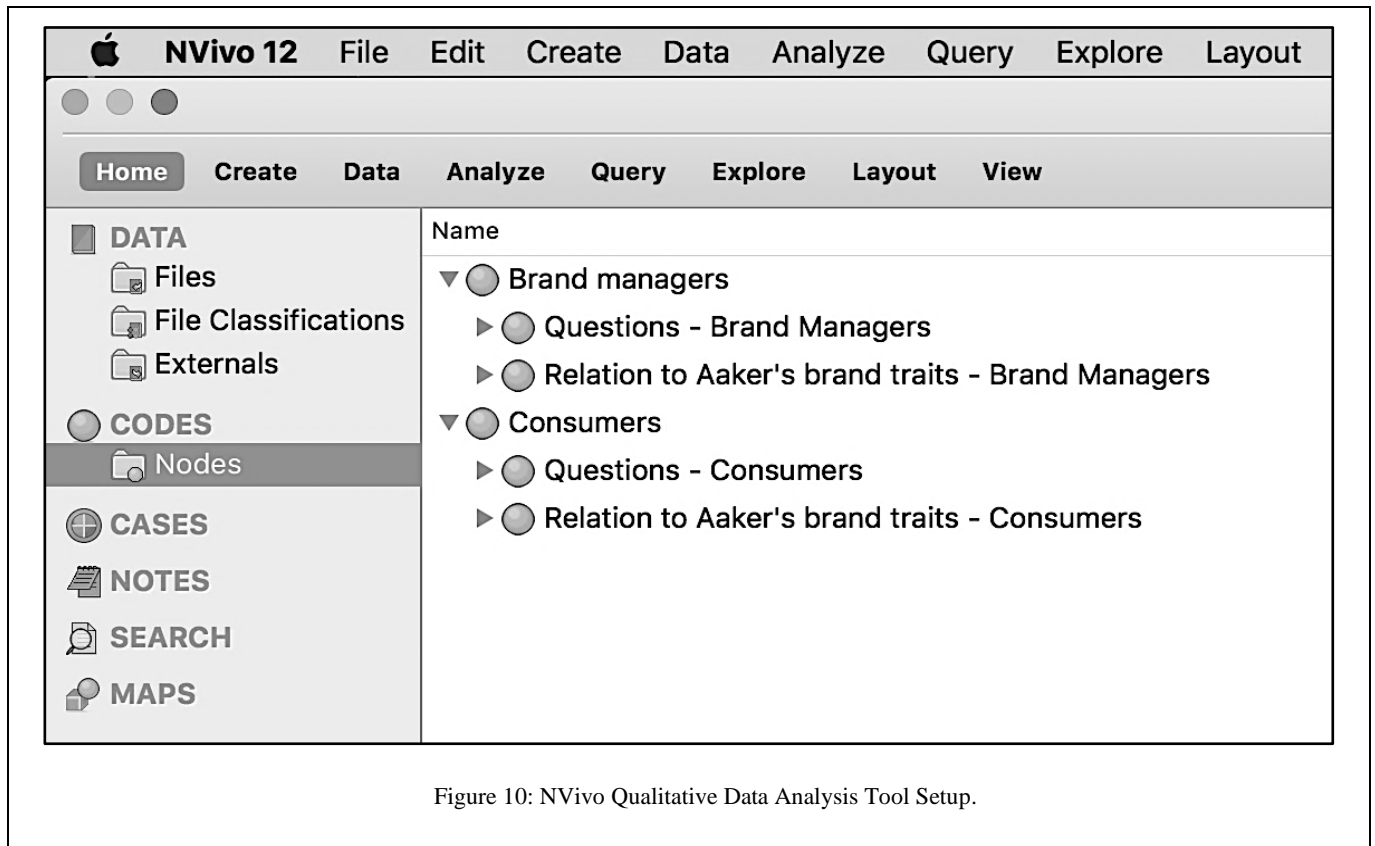 NVivo 12 File Edit Create Data Analyze Query Explore Layout
Home Create Data Analyze Query Explore Layout View
DATA
Files
File Classifications
Externals
CODES
Nodes
CASES
NOTES
SEARCH
MAPS
Name
Brand managers
Questions - Brand Managers
Relation to Aaker's brand traits - Brand Managers
Consumers
Questions - Consumers
Relation to Aaker's brand traits - Consumers
Figure 10: NVivo Qualitative Data Analysis Tool Setup.